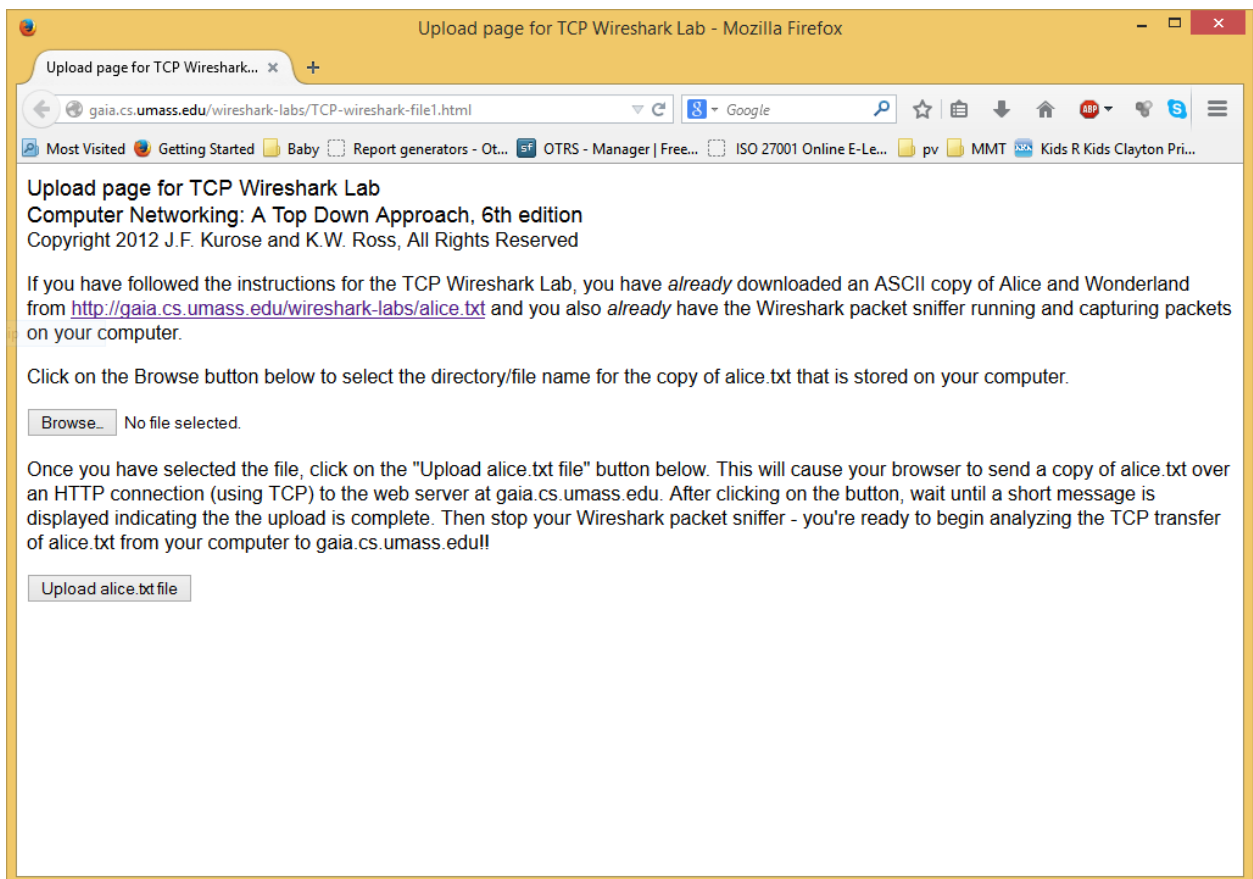 Upload page for TCP Wireshark Lab - Mozilla Firefox
Upload page for TCP Wireshark...
gaia.cs.umass.edu/wireshark-labs/TCP-wireshark-file1.html
8 Google
ABP
S
Most Visited Getting Started Baby Report generators - Ot... sf OTRS - Manager | Free... ISO 27001 Online E-Le... pv MMT Kids R Kids Clayton Pri...
Upload page for TCP Wireshark Lab
Computer Networking: A Top Down Approach, 6th edition
Copyright 2012 J.F. Kurose and K.W. Ross, All Rights Reserved
If you have followed the instructions for the TCP Wireshark Lab, you have already downloaded an ASCII copy of Alice and Wonderland
from http://gaia.cs.umass.edu/wireshark-labs/alice.txt and you also already have the Wireshark packet sniffer running and capturing packets
on your computer.
Click on the Browse button below to select the directory/file name for the copy of alice.txt that is stored on your computer.
Browse... No file selected.
Once you have selected the file, click on the "Upload alice.txt file" button below. This will cause your browser to send a copy of alice.txt over
an HTTP connection (using TCP) to the web server at gaia.cs.umass.edu. After clicking on the button, wait until a short message is
displayed indicating the the upload is complete. Then stop your Wireshark packet sniffer - you're ready to begin analyzing the TCP transfer
of alice.txt from your computer to gaia.cs.umass.edu!!
Upload alice.txt file